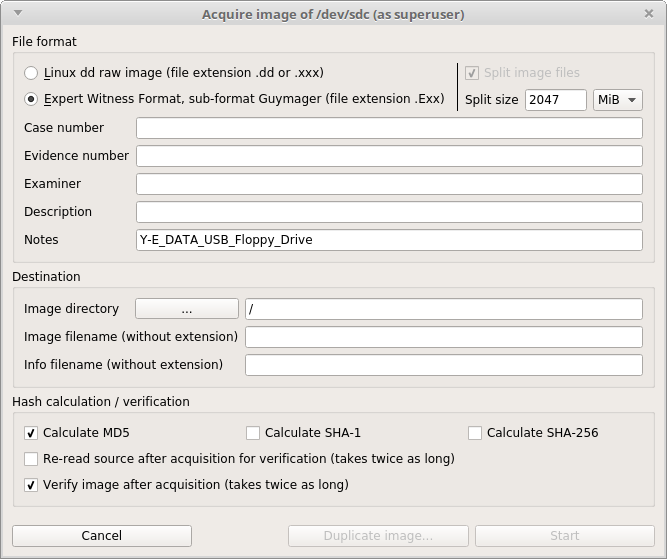 Acquire image of /dev/sdc (as superuser)
File format
Linux dd raw image (file extension .dd or .xxx)
Split image files
Expert Witness Format, sub-format Guymager (file extension .Exx)
Split size 2047 MiB
Case number
Evidence number
Examiner
Description
Notes Y-E_DATA_USB_Floppy_Drive
Destination
Image directory ... /
Image filename (without extension)
Info filename (without extension)
Hash calculation / verification
Calculate MD5 Calculate SHA-1 Calculate SHA-256
Re-read source after acquisition for verification (takes twice as long)
Verify image after acquisition (takes twice as long)
Cancel Duplicate image... Start